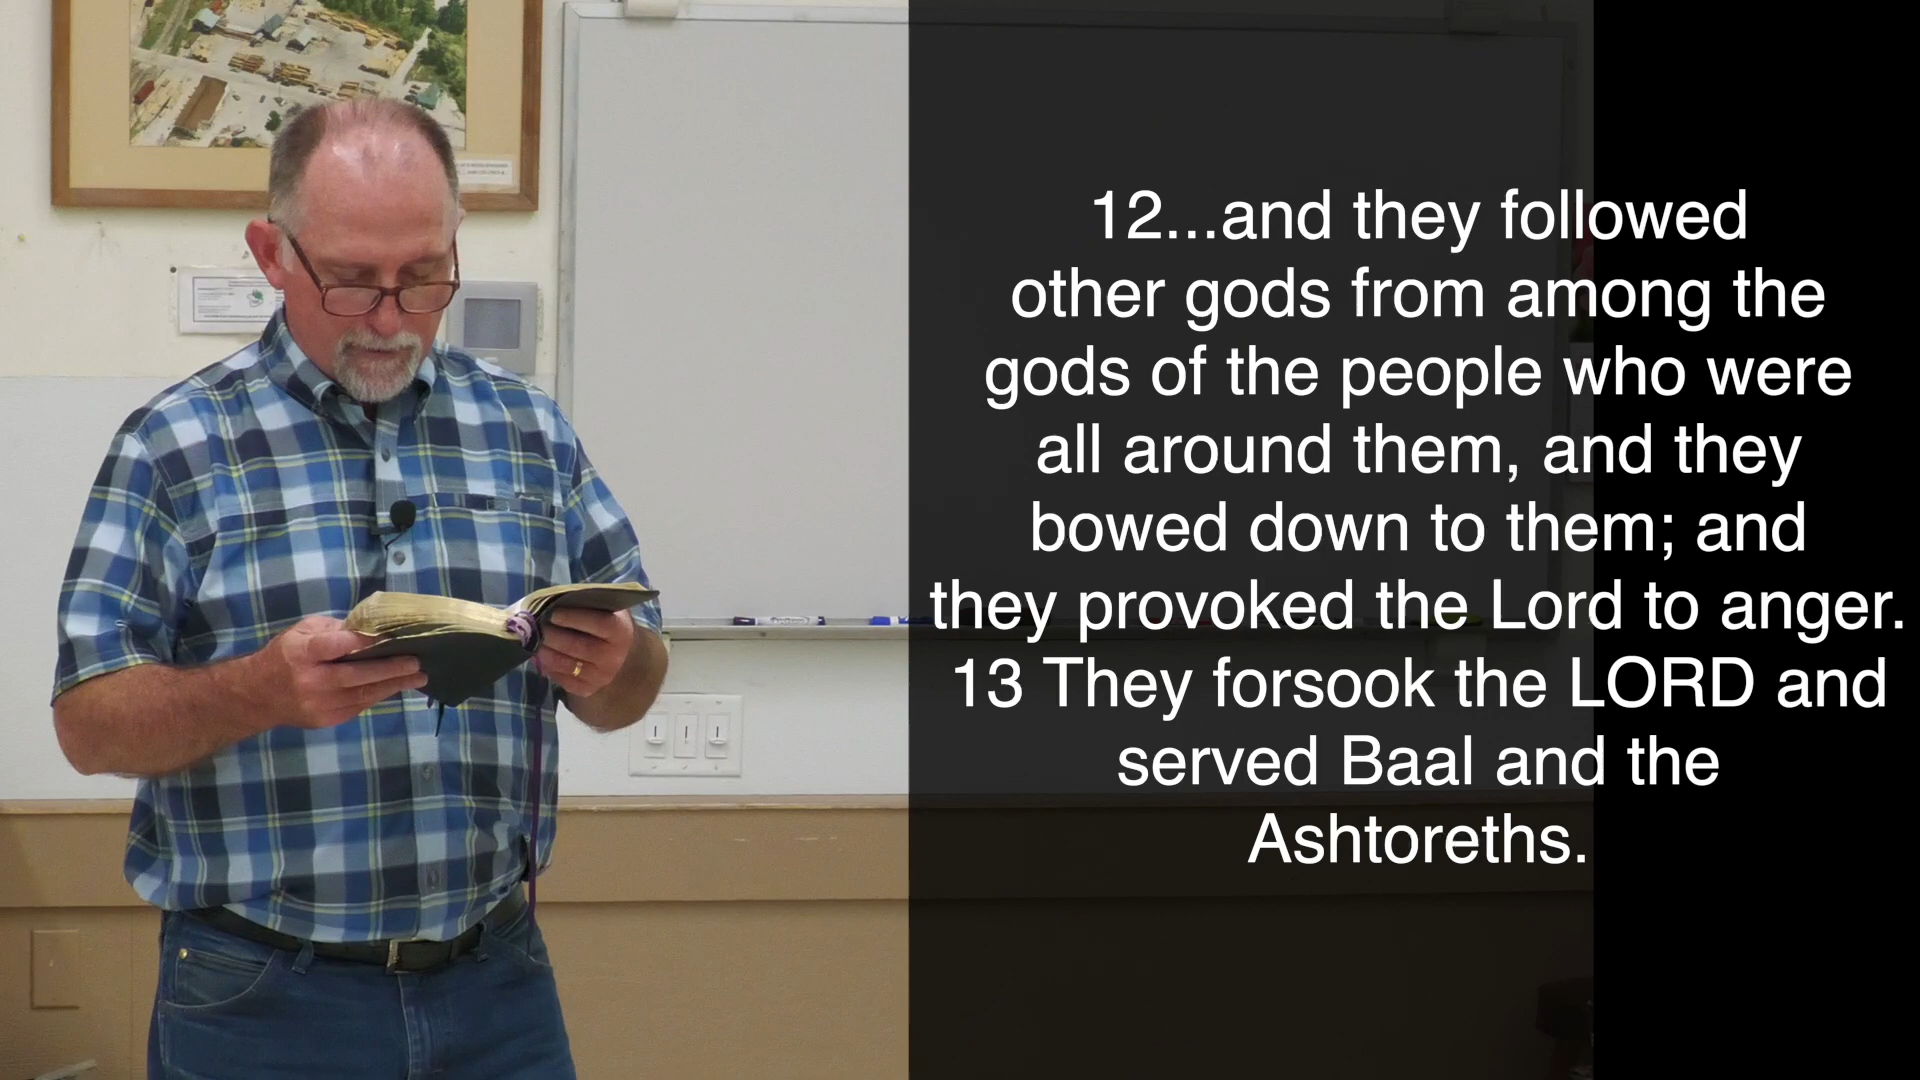 12...and they followed
other gods from among the
gods of the people who were
all around them, and they
bowed down to them; and
they provoked the Lord to anger.
13 They forsook the LORD and
served Baal and the
Ashtoreths.